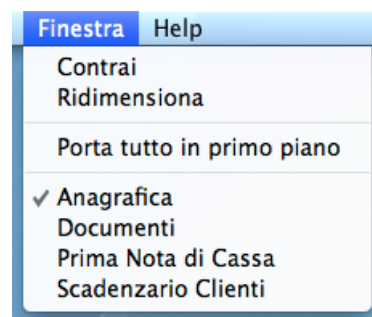 Finestra Help
Contrai
Ridimensiona
Porta tutto in primo piano
✓ Anagrafica
Documenti
Prima Nota di Cassa
Scadenzario Clienti